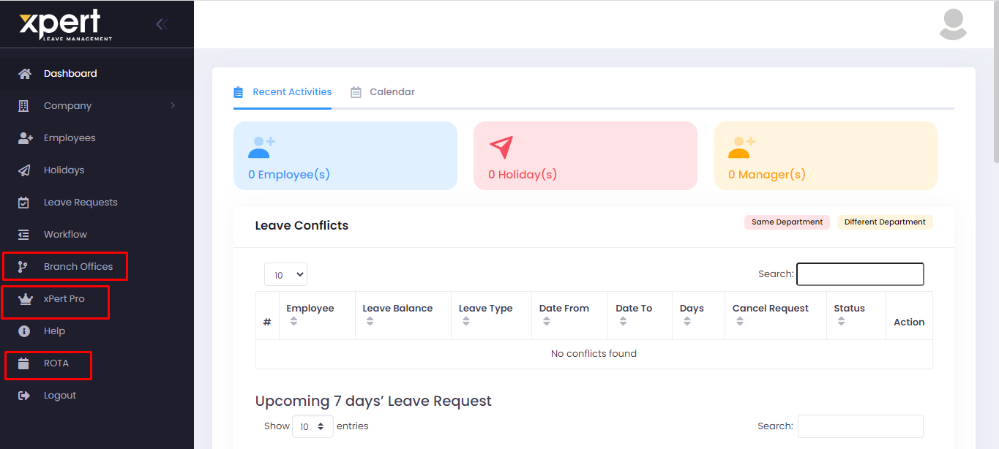 xpert
LEAVE MANAGEMENT
Dashboard
Company
Employees
Holidays
Leave Requests
Workflow
Branch Offices
xPert Pro
Help
ROTA
Logout
Recent Activities
Calendar
0 Employee(s)
0 Holiday(s)
0 Manager(s)
Leave Conflicts
Same Department
Different Department
10
Search:
# Employee Leave Balance Leave Type Date From Date To Days Cancel Request Status Action
No conflicts found
Upcoming 7 days’ Leave Request
Show 10 entries
Search: